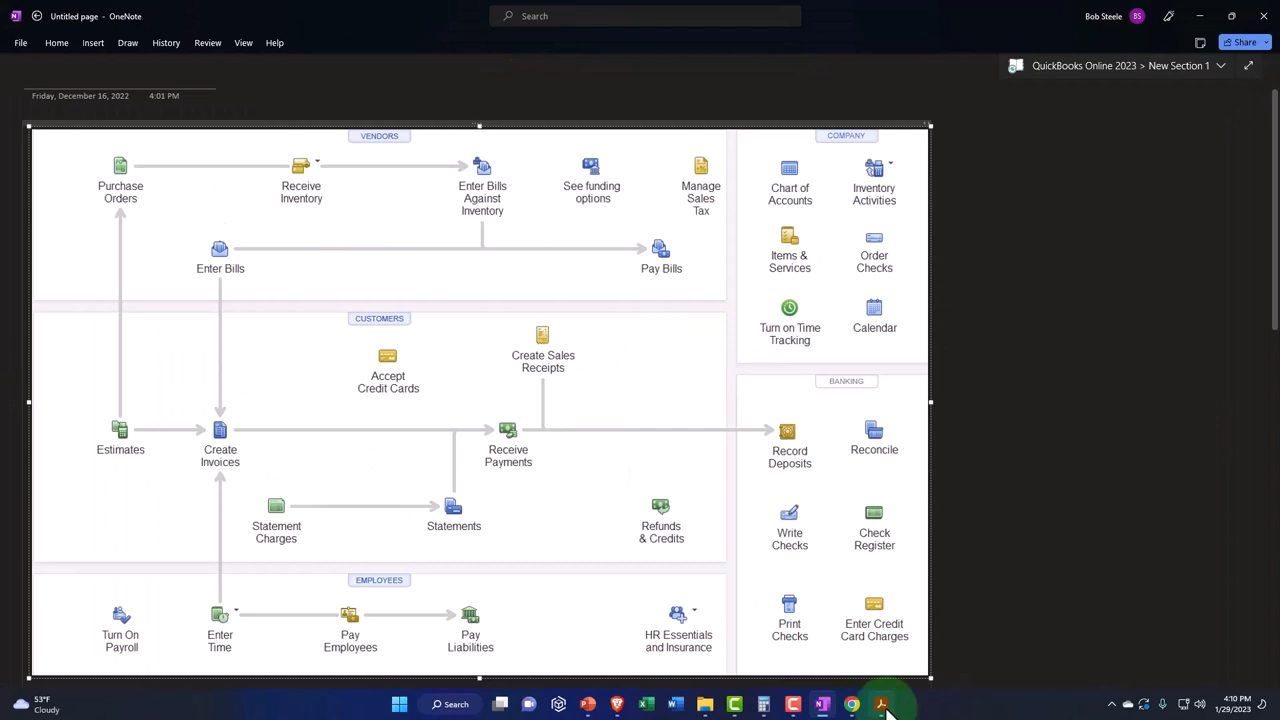 Untitled page - OneNote
Search
Bob Steele
BS
File
Home
Insert
Draw
History
Review
View
Help
Share
QuickBooks Online 2023 > New Section 1
Friday, December 16, 2022
4:01 PM
VENDORS
COMPANY
Purchase
Orders
Receive
Inventory
Enter Bills
Against
Inventory
See funding
options
Manage
Sales
Tax
Chart of
Accounts
Inventory
Activities
Enter Bills
Pay Bills
Items &
Services
Order
Checks
Turn on Time
Tracking
Calendar
CUSTOMERS
Accept
Credit Cards
Create Sales
Receipts
BANKING
Estimates
Create
Invoices
Receive
Payments
Record
Deposits
Reconcile
Statement
Charges
Statements
Refunds
& Credits
Write
Checks
Check
Register
EMPLOYEES
Turn On
Payroll
Enter
Time
Pay
Employees
Pay
Liabilities
HR Essentials
and Insurance
Print
Checks
Enter Credit
Card Charges
53°F
Cloudy
Search
4:10 PM
1/29/2023